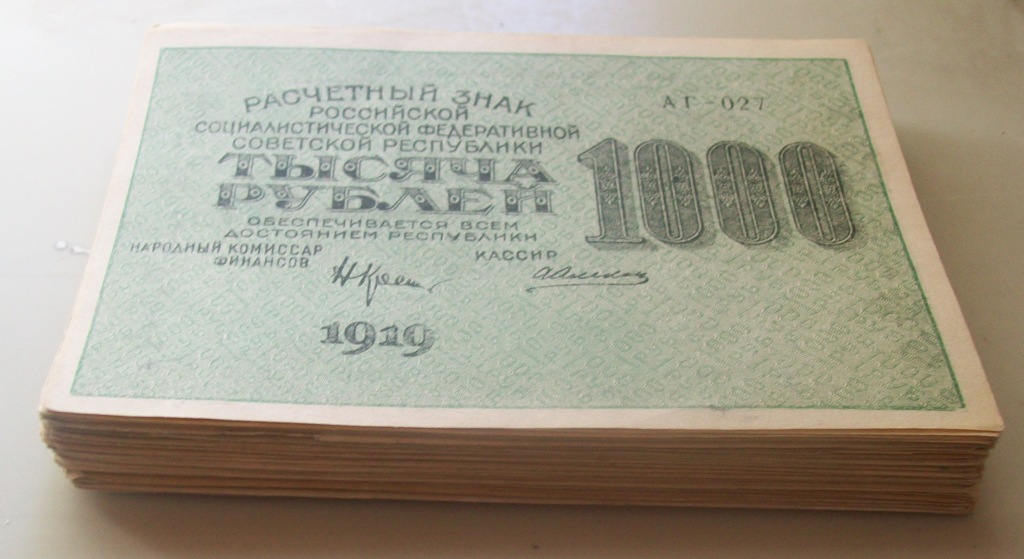 РАСЧЕТНЫЙ ЗНАК
РОССИЙСКОЙ
СОЦИАЛИСТИЧЕСКОЙ ФЕДЕРАТИВНОЙ
СОВЕТСКОЙ РЕСПУБЛИКИ
ТЫСЯЧА
РУБЛЕЙ
ОБЕСПЕЧИВАЕТСЯ ВСЕМ
ДОСТОЯНИЕМ РЕСПУБЛИКИ
НАРОДНЫЙ КОМИССАР
ФИНАНСОВ
КАССИР
1919
АГ-027
1000